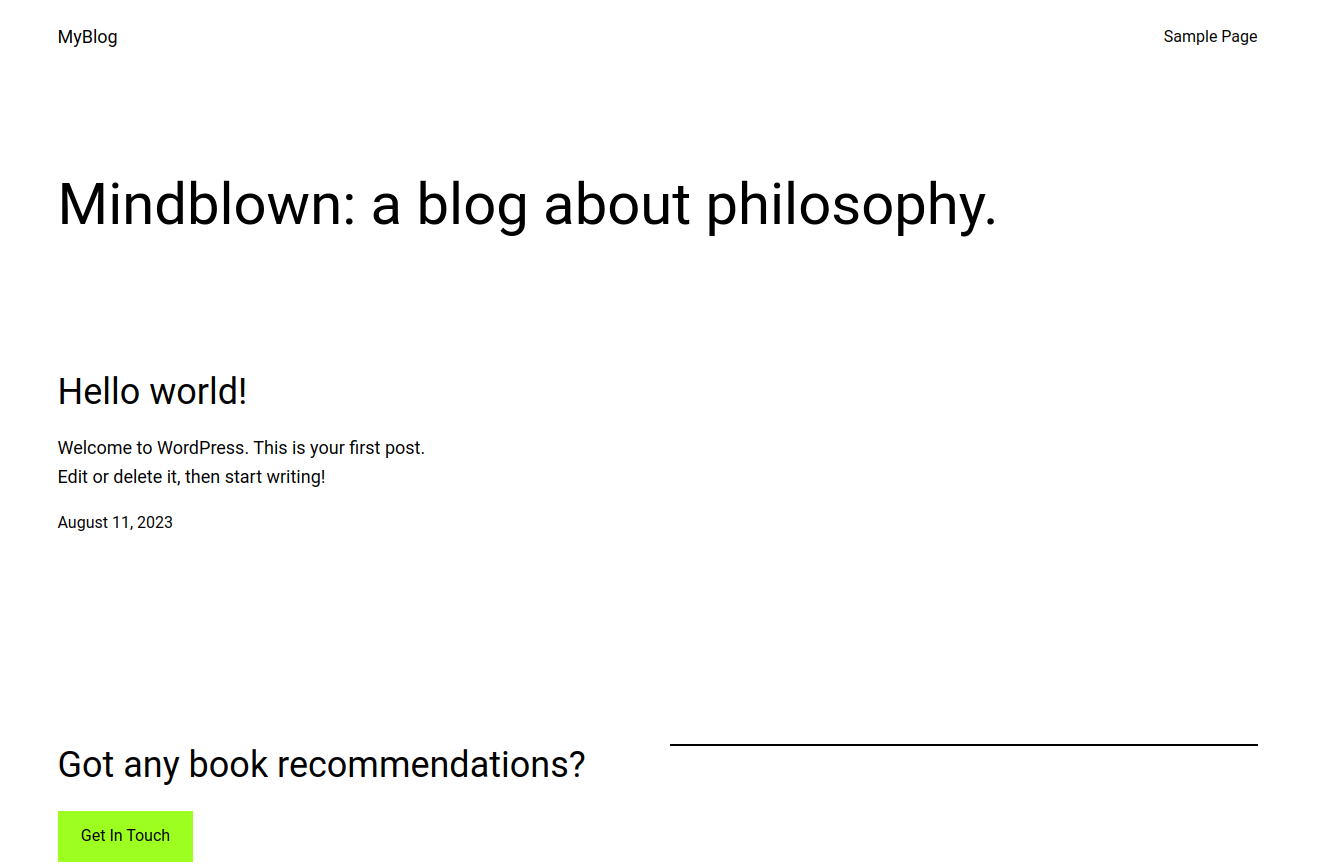 MyBlog
Sample Page
Mindblown: a blog about philosophy.
Hello world!
Welcome to WordPress. This is your first post.
Edit or delete it, then start writing!
August 11, 2023
Got any book recommendations?
Get In Touch